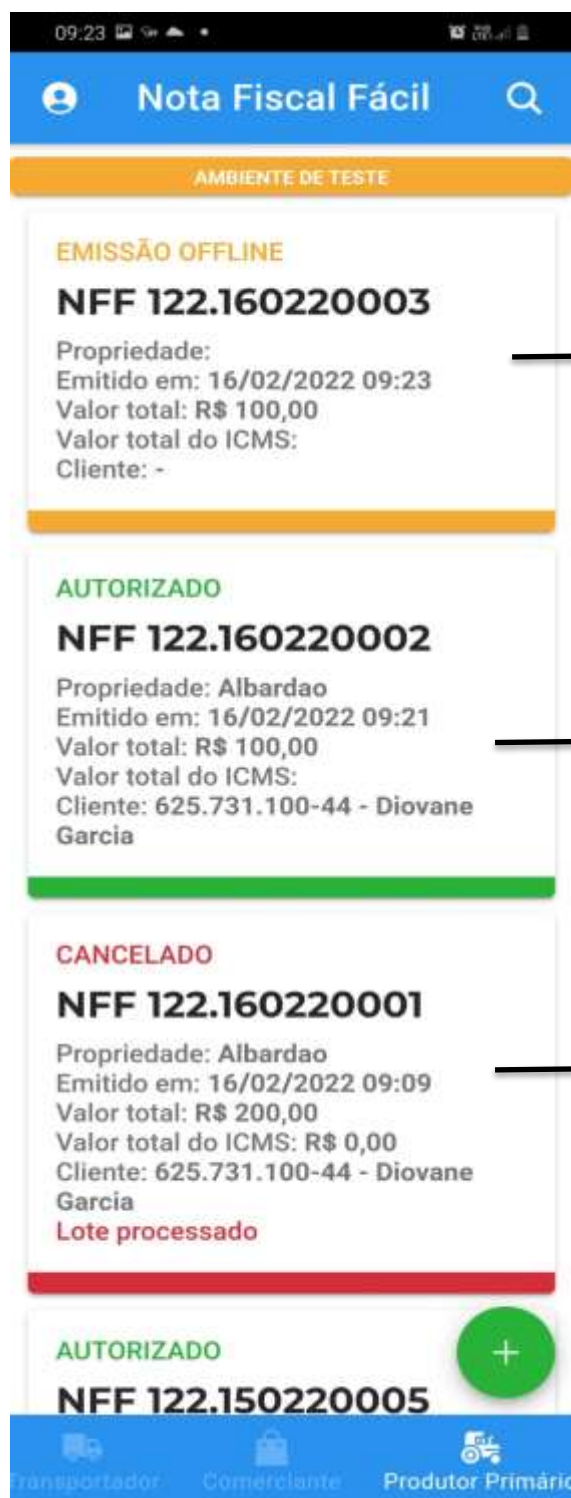 09:23
Nota Fiscal Fácil
AMBIENTE DE TESTE
EMISSÃO OFFLINE
NFF 122.160220003
Propriedade:
Emitido em: 16/02/2022 09:23
Valor total: R$ 100,00
Valor total do ICMS:
Cliente: -
AUTORIZADO
NFF 122.160220002
Propriedade: Albardao
Emitido em: 16/02/2022 09:21
Valor total: R$ 100,00
Valor total do ICMS:
Cliente: 625.731.100-44 - Diovane
Garcia
CANCELADO
NFF 122.160220001
Propriedade: Albardao
Emitido em: 16/02/2022 09:09
Valor total: R$ 200,00
Valor total do ICMS: R$ 0,00
Cliente: 625.731.100-44 - Diovane
Garcia
Lote processado
AUTORIZADO
NFF 122.150220005
Transportador Comerciante Produtor Primário